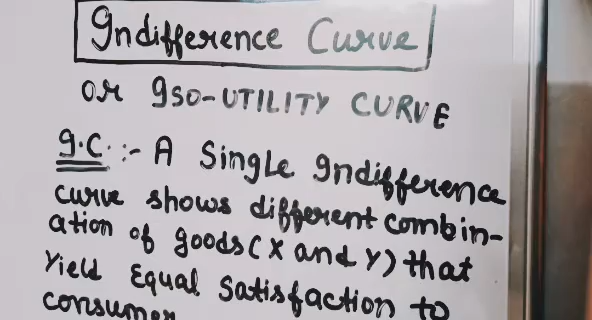 Indifference Curve
or Iso-UTILITY CURVE
I.C. :- A Single Indifference
curve shows different combin-
ation of goods (X and Y) that
Yield Equal Satisfaction to
consumer